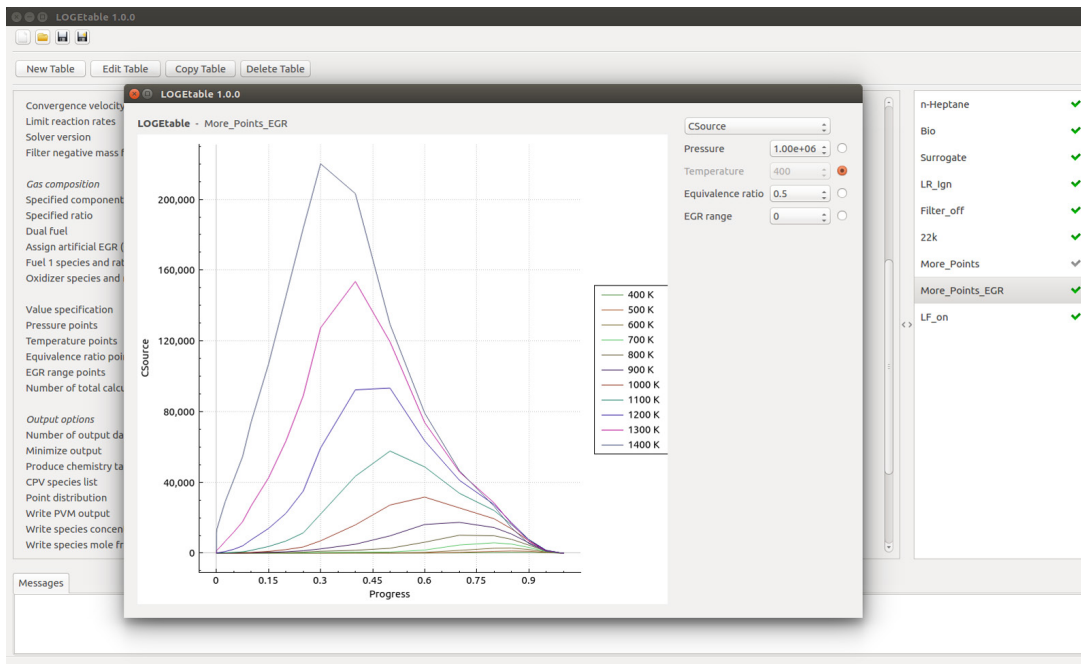 LOGEtable 1.0.0
New Table
Edit Table
Copy Table
Delete Table
Convergence velocity
Limit reaction rates
Solver version
Filter negative mass
Gas composition
Specified component
Specified ratio
Dual fuel
Assign artificial EGR (
Fuel 1 species and
Oxidizer species and
Value specification
Pressure points
Temperature points
Equivalence ratio
EGR range points
Number of total
Output options
Number of output
Minimize output
Produce chemistry
CPV species list
Point distribution
Write PVM output
Write species
Write species mole
LOGEtable 1.0.0
LOGEtable - More_Points_EGR
CSource
200,000
160,000
120,000
80,000
40,000
0
0
0.15
0.3
0.45
0.6
0.75
0.9
Progress
400 K
500 K
600 K
700 K
800 K
900 K
1000 K
1100 K
1200 K
1300 K
1400 K
CSource
Pressure 1.00e+06
Temperature 400
Equivalence ratio 0.5
EGR range 0
n-Heptane
Bio
Surrogate
LR_Ign
Filter_off
22k
More_Points
More_Points_EGR
LF_on
Messages